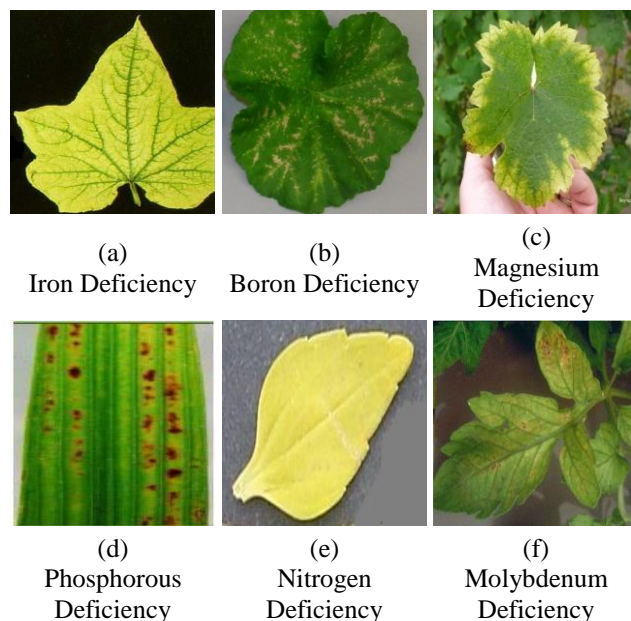 (a)
Iron Deficiency
(b)
Boron Deficiency
(c)
Magnesium
Deficiency
(d)
Phosphorous
Deficiency
(e)
Nitrogen
Deficiency
(f)
Molybdenum
Deficiency